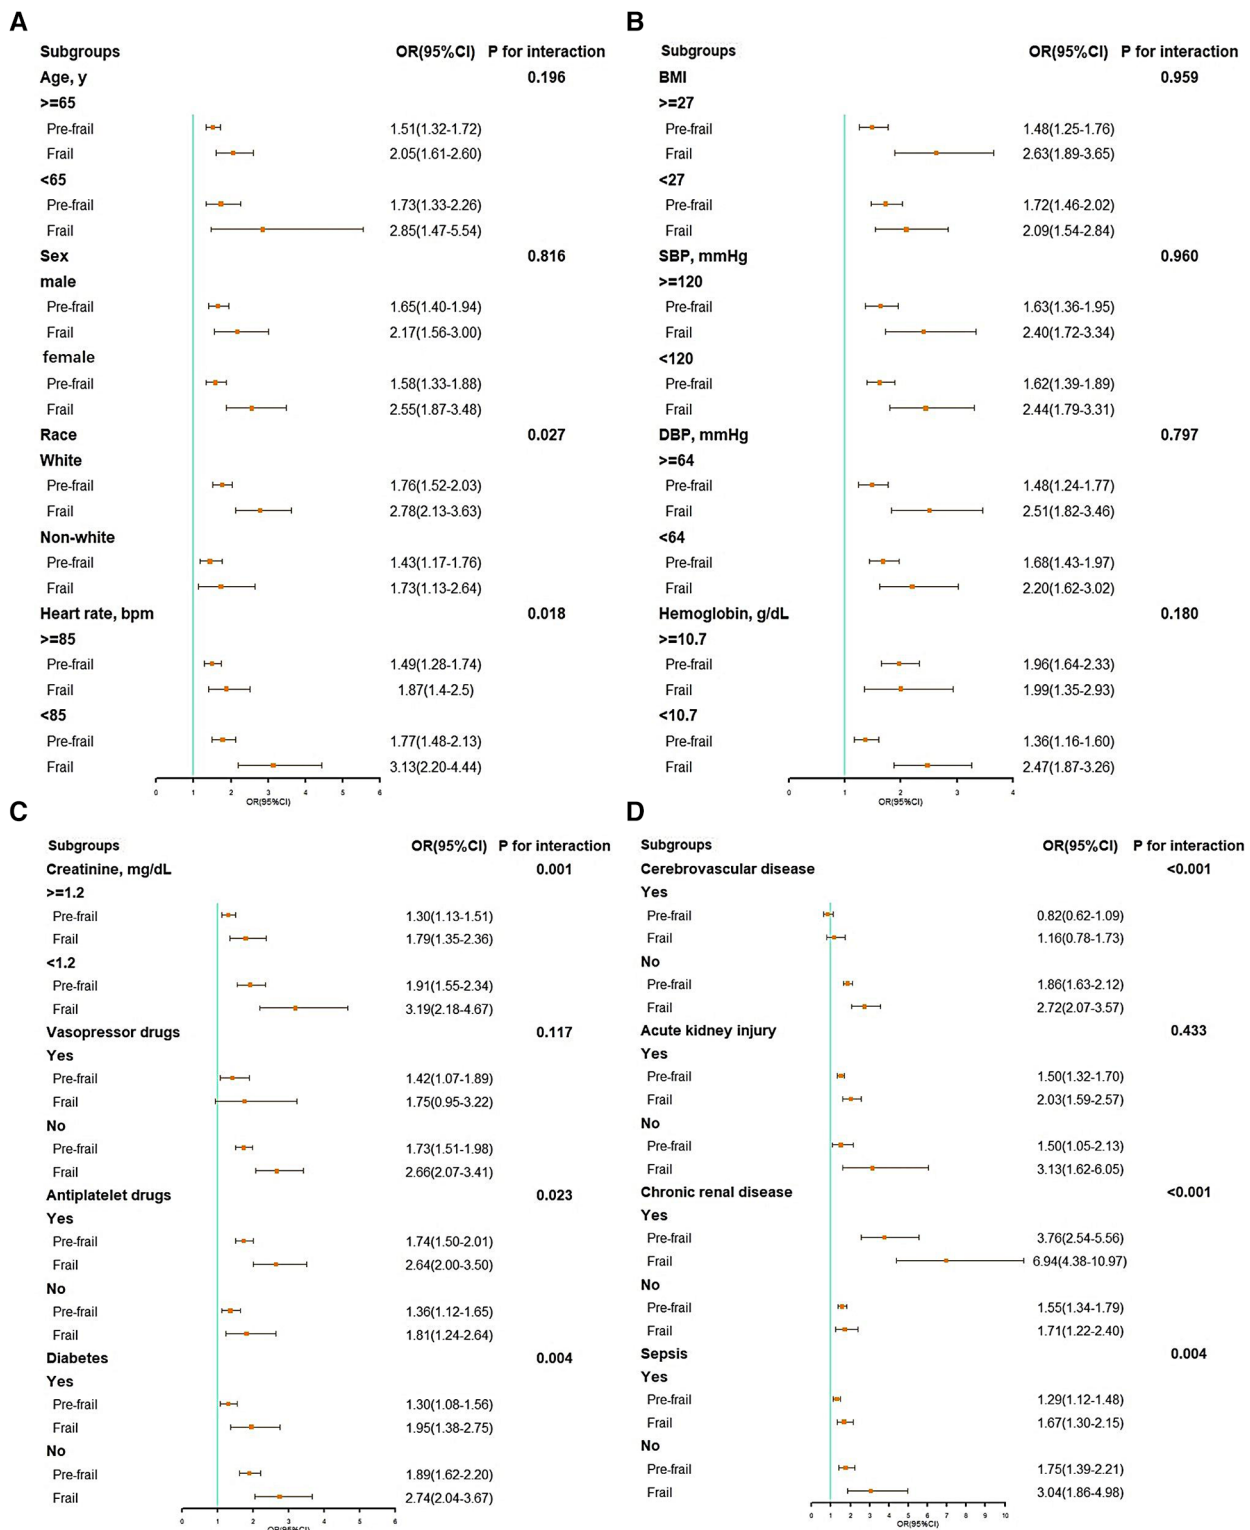 A
Subgroups OR(95%CI) P for interaction
Age, y 0.196
>=65
Pre-frail 1.51(1.32-1.72)
Frail 2.05(1.61-2.60)
<65
Pre-frail 1.73(1.33-2.26)
Frail 2.85(1.47-5.54)
Sex 0.816
male
Pre-frail 1.65(1.40-1.94)
Frail 2.17(1.56-3.00)
female
Pre-frail 1.58(1.33-1.88)
Frail 2.55(1.87-3.48)
Race 0.027
White
Pre-frail 1.76(1.52-2.03)
Frail 2.78(2.13-3.63)
Non-white
Pre-frail 1.43(1.17-1.76)
Frail 1.73(1.13-2.64)
Heart rate, bpm 0.018
>=85
Pre-frail 1.49(1.28-1.74)
Frail 1.87(1.4-2.5)
<85
Pre-frail 1.77(1.48-2.13)
Frail 3.13(2.20-4.44)
0 1 2 3 4 5 6
OR(95%CI)
B
Subgroups OR(95%CI) P for interaction
BMI 0.959
>=27
Pre-frail 1.48(1.25-1.76)
Frail 2.63(1.89-3.65)
<27
Pre-frail 1.72(1.46-2.02)
Frail 2.09(1.54-2.84)
SBP, mmHg 0.960
>=120
Pre-frail 1.63(1.36-1.95)
Frail 2.40(1.72-3.34)
<120
Pre-frail 1.62(1.39-1.89)
Frail 2.44(1.79-3.31)
DBP, mmHg 0.797
>=64
Pre-frail 1.48(1.24-1.77)
Frail 2.51(1.82-3.46)
<64
Pre-frail 1.68(1.43-1.97)
Frail 2.20(1.62-3.02)
Hemoglobin, g/dL 0.180
>=10.7
Pre-frail 1.96(1.64-2.33)
Frail 1.99(1.35-2.93)
<10.7
Pre-frail 1.36(1.16-1.60)
Frail 2.47(1.87-3.26)
0 1 2 3 4
OR(95%CI)
C
Subgroups OR(95%CI) P for interaction
Creatinine, mg/dL 0.001
>=1.2
Pre-frail 1.30(1.13-1.51)
Frail 1.79(1.35-2.36)
<1.2
Pre-frail 1.91(1.55-2.34)
Frail 3.19(2.18-4.67)
Vasopressor drugs 0.117
Yes
Pre-frail 1.42(1.07-1.89)
Frail 1.75(0.95-3.22)
No
Pre-frail 1.73(1.51-1.98)
Frail 2.66(2.07-3.41)
Antiplatelet drugs 0.023
Yes
Pre-frail 1.74(1.50-2.01)
Frail 2.64(2.00-3.50)
No
Pre-frail 1.36(1.12-1.65)
Frail 1.81(1.24-2.64)
Diabetes 0.004
Yes
Pre-frail 1.30(1.08-1.56)
Frail 1.95(1.38-2.75)
No
Pre-frail 1.89(1.62-2.20)
Frail 2.74(2.04-3.67)
0 1 2 3 4 5 6
OR(95%CI)
D
Subgroups OR(95%CI) P for interaction
Cerebrovascular disease <0.001
Yes
Pre-frail 0.82(0.62-1.09)
Frail 1.16(0.78-1.73)
No
Pre-frail 1.86(1.63-2.12)
Frail 2.72(2.07-3.57)
Acute kidney injury 0.433
Yes
Pre-frail 1.50(1.32-1.70)
Frail 2.03(1.59-2.57)
No
Pre-frail 1.50(1.05-2.13)
Frail 3.13(1.62-6.05)
Chronic renal disease <0.001
Yes
Pre-frail 3.76(2.54-5.56)
Frail 6.94(4.38-10.97)
No
Pre-frail 1.55(1.34-1.79)
Frail 1.71(1.22-2.40)
Sepsis 0.004
Yes
Pre-frail 1.29(1.12-1.48)
Frail 1.67(1.30-2.15)
No
Pre-frail 1.75(1.39-2.21)
Frail 3.04(1.86-4.98)
0 1 2 3 4 5 6 7 8 9 10
OR(95%CI)